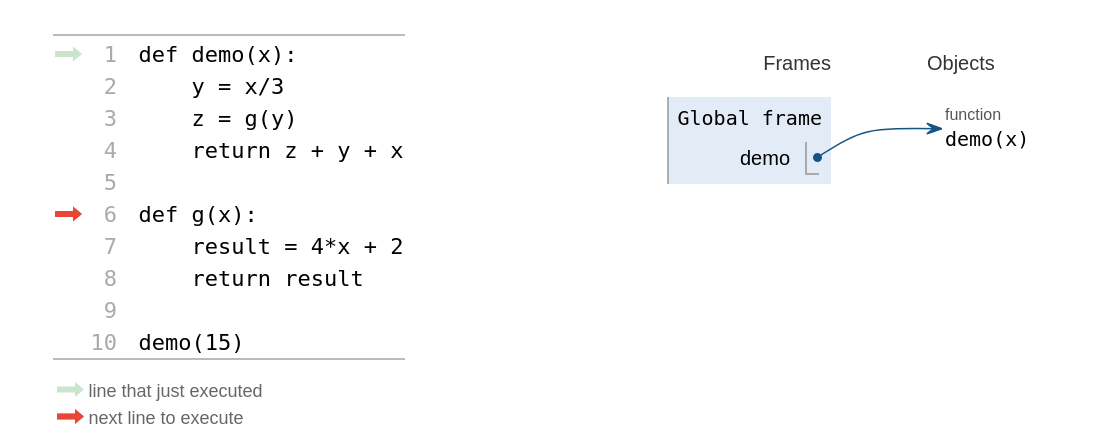 1 def demo(x):
2     y = x/3
3     z = g(y)
4     return z + y + x
5
6 def g(x):
7     result = 4*x + 2
8     return result
9
10 demo(15)
line that just executed
next line to execute
Frames Objects
Global frame
demo
function
demo(x)